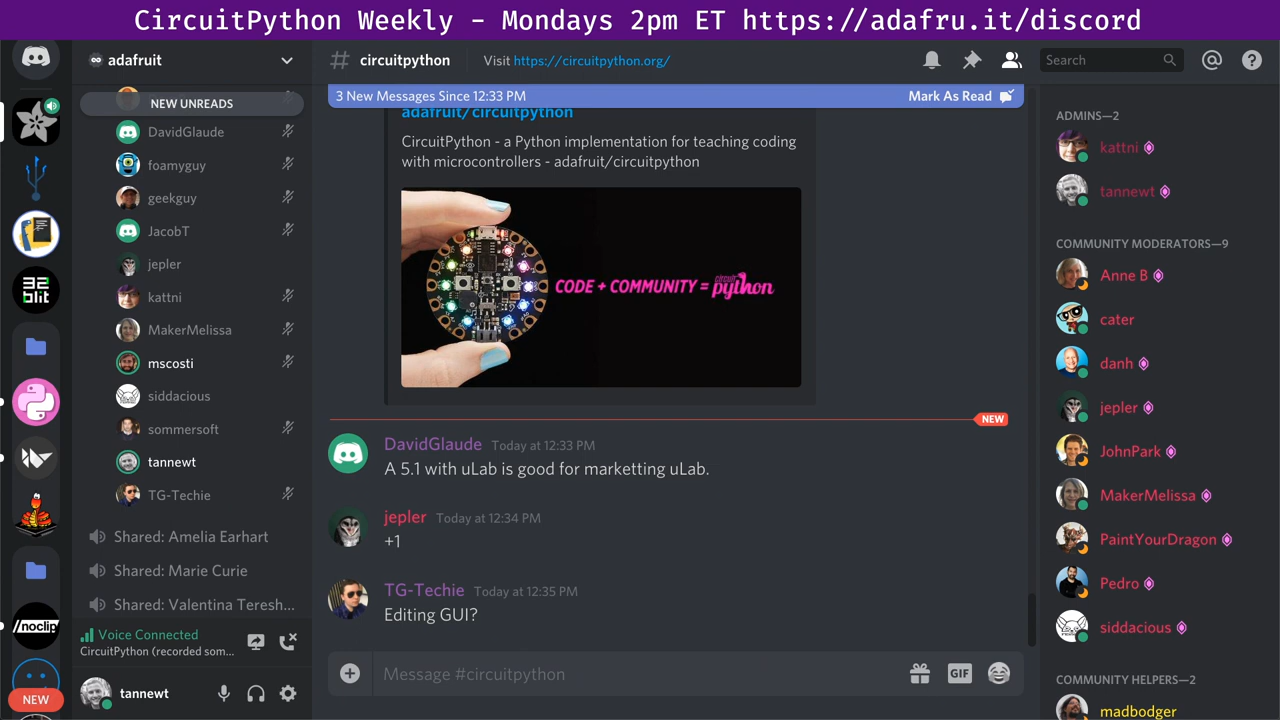 CircuitPython Weekly - Mondays 2pm ET https://adafru.it/discord
adafruit
NEW UNREADS
DavidGlaude
foamyguy
geekguy
JacobT
jepler
kattni
MakerMelissa
mscosti
siddacious
sommersoft
tannewt
TG-Techie
Shared: Amelia Earhart
Shared: Marie Curie
Shared: Valentina Teresh...
Voice Connected
CircuitPython (recorded som...
tannewt
32
blit
/noclip
NEW
# circuitpython
Visit https://circuitpython.org/
Search
3 New Messages Since 12:33 PM
Mark As Read
adafruit/circuitpython
CircuitPython - a Python implementation for teaching coding
with microcontrollers - adafruit/circuitpython
CODE + COMMUNITY = circuit python
NEW
DavidGlaude Today at 12:33 PM
A 5.1 with uLab is good for marketting uLab.
jepler Today at 12:34 PM
+1
TG-Techie Today at 12:35 PM
Editing GUI?
Message #circuitpython
GIF
ADMINS—2
kattni
tannewt
COMMUNITY MODERATORS—9
Anne B
cater
danh
jepler
JohnPark
MakerMelissa
PaintYourDragon
Pedro
siddacious
COMMUNITY HELPERS—2
madbodger